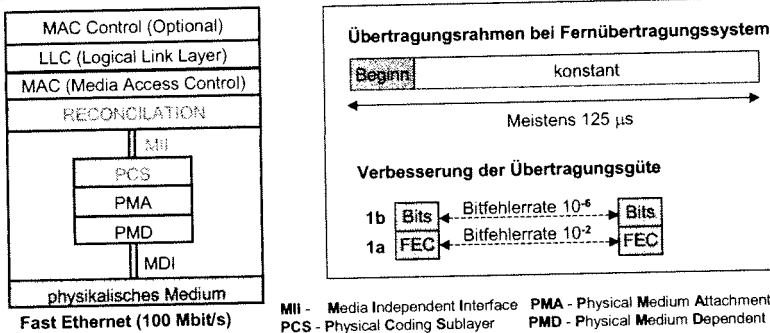 MAC Control (Optional)
LLC (Logical Link Layer)
MAC (Media Access Control)
RECONCILATION
MII
PCS
PMA
PMD
MDI
physikalisches Medium
Fast Ethernet (100 Mbit/s)
Übertragungsrahmen bei Fernübertragungssystem
Beginn konstant
Meistens 125 µs
Verbesserung der Übertragungsgüte
1b Bits Bitfehlerrate 10⁻⁶ Bits
1a FEC Bitfehlerrate 10⁻² FEC
MII - Media Independent Interface PMA - Physical Medium Attachment
PCS - Physical Coding Sublayer PMD - Physical Medium Dependent